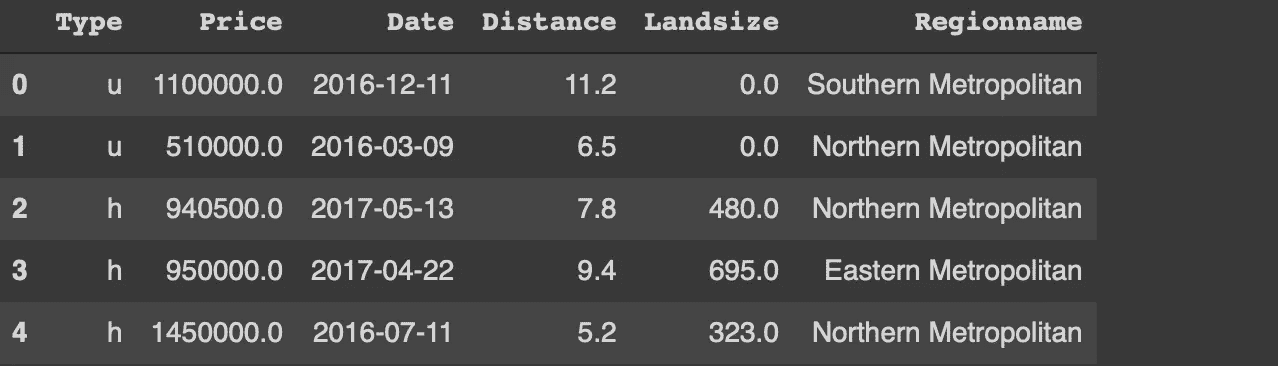 Type Price Date Distance Landsize Regionname
0 u 1100000.0 2016-12-11 11.2 0.0 Southern Metropolitan
1 u 510000.0 2016-03-09 6.5 0.0 Northern Metropolitan
2 h 940500.0 2017-05-13 7.8 480.0 Northern Metropolitan
3 h 950000.0 2017-04-22 9.4 695.0 Eastern Metropolitan
4 h 1450000.0 2016-07-11 5.2 323.0 Northern Metropolitan